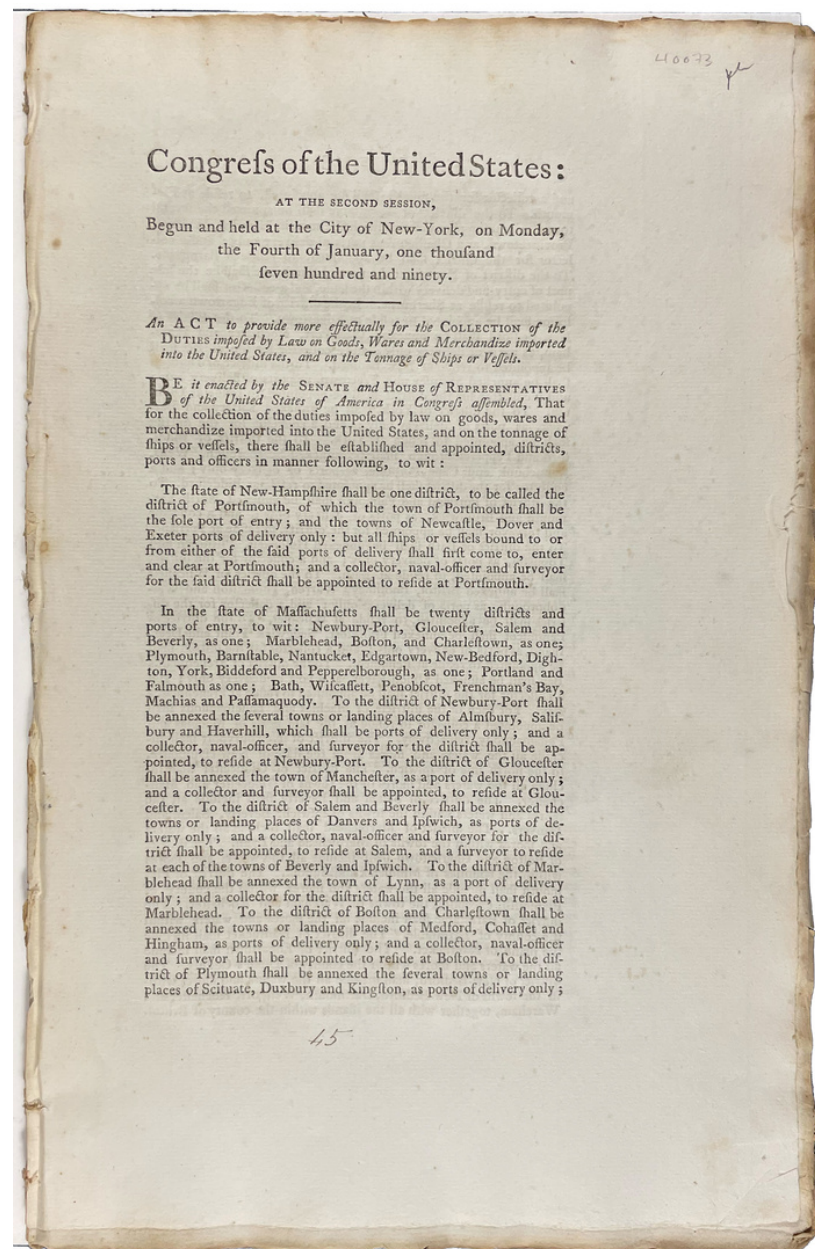 40073
Congreſs of the United States:
AT THE SECOND SESSION,
Begun and held at the City of New-York, on Monday,
the Fourth of January, one thouſand
ſeven hundred and ninety.
An ACT to provide more effectually for the COLLECTION of the
DUTIES impoſed by Law on Goods, Wares and Merchandize imported
into the United States, and on the Tonnage of Ships or Veſſels.
BE it enacted by the SENATE and HOUSE of REPRESENTATIVES
of the United States of America in Congreſs aſſembled, That
for the collection of the duties impoſed by law on goods, wares and
merchandize imported into the United States, and on the tonnage of
ſhips or veſſels, there ſhall be eſtabliſhed and appointed, diſtricts,
ports and officers in manner following, to wit:
The ſtate of New-Hampſhire ſhall be one diſtrict, to be called the
diſtrict of Portſmouth, of which the town of Portſmouth ſhall be
the ſole port of entry; and the towns of Newcaſtle, Dover and
Exeter ports of delivery only: but all ſhips or veſſels bound to or
from either of the ſaid ports of delivery ſhall firſt come to, enter
and clear at Portſmouth; and a collector, naval-officer and ſurveyor
for the ſaid diſtrict ſhall be appointed to reſide at Portſmouth.
In the ſtate of Maſſachuſetts ſhall be twenty diſtricts and
ports of entry, to wit: Newbury-Port, Glouceſter, Salem and
Beverly, as one; Marblehead, Boſton, and Charleſtown, as one;
Plymouth, Barnſtable, Nantucket, Edgartown, New-Bedford, Digh-
ton, York, Biddeford and Pepperelborough, as one; Portland and
Falmouth as one; Bath, Wiſcaſſett, Penobſcot, Frenchman's Bay,
Machias and Paſſamaquody. To the diſtrict of Newbury-Port ſhall
be annexed the ſeveral towns or landing places of Almſbury, Saliſ-
bury and Haverhill, which ſhall be ports of delivery only; and a
collector, naval-officer, and ſurveyor for the diſtrict ſhall be ap-
pointed, to reſide at Newbury-Port. To the diſtrict of Glouceſter
ſhall be annexed the town of Mancheſter, as a port of delivery only;
and a collector and ſurveyor ſhall be appointed, to reſide at Glou-
ceſter. To the diſtrict of Salem and Beverly ſhall be annexed the
towns or landing places of Danvers and Ipſwich, as ports of de-
livery only; and a collector, naval-officer and ſurveyor for the diſ-
trict ſhall be appointed, to reſide at Salem, and a ſurveyor to reſide
at each of the towns of Beverly and Ipſwich. To the diſtrict of Mar-
blehead ſhall be annexed the town of Lynn, as a port of delivery
only; and a collector for the diſtrict ſhall be appointed, to reſide at
Marblehead. To the diſtrict of Boſton and Charleſtown ſhall be
annexed the towns or landing places of Medford, Cohaſſet and
Hingham, as ports of delivery only; and a collector, naval-officer
and ſurveyor ſhall be appointed to reſide at Boſton. To the diſ-
trict of Plymouth ſhall be annexed the ſeveral towns or landing
places of Scituate, Duxbury and Kingſton, as ports of delivery only;
45